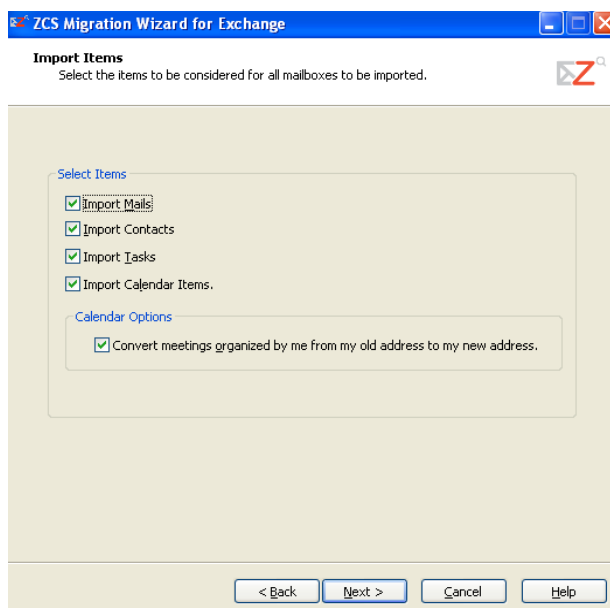 ZCS Migration Wizard for Exchange
Import Items
Select the items to be considered for all mailboxes to be imported.
Select Items
Import Mails
Import Contacts
Import Tasks
Import Calendar Items.
Calendar Options
Convert meetings organized by me from my old address to my new address.
< Back
Next >
Cancel
Help